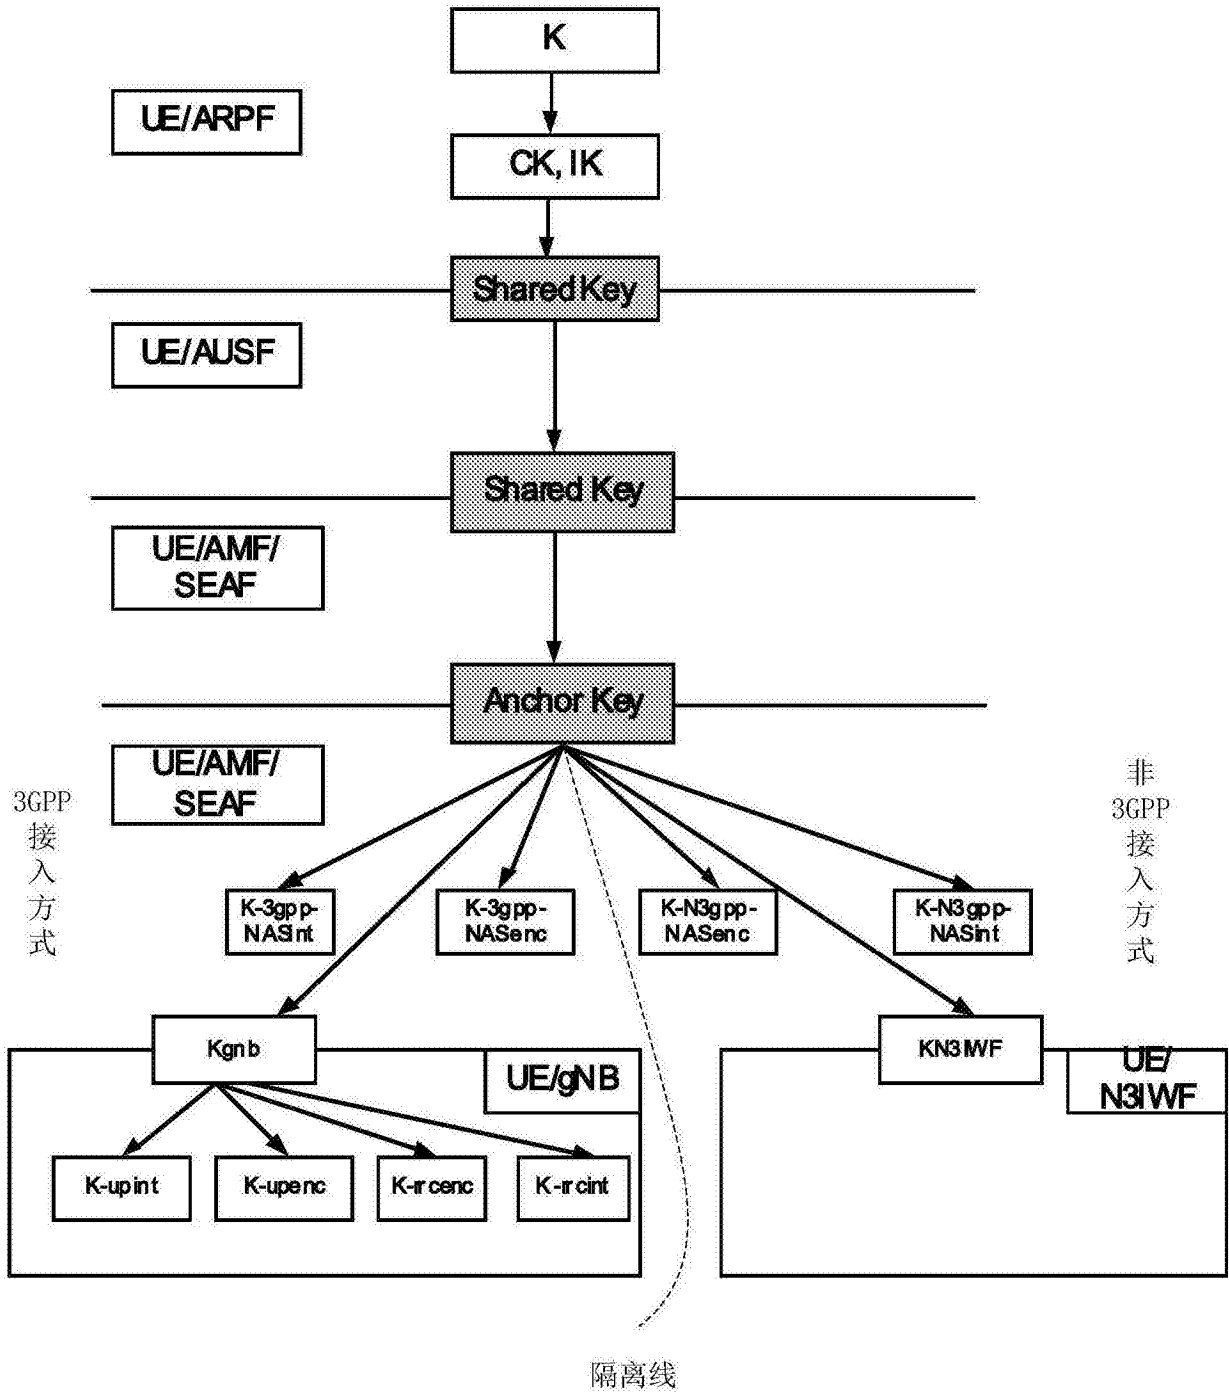 K
UE/ARPF
CK, IK
Shared Key
UE/AUSF
Shared Key
UE/AMF/
SEAF
Anchor Key
UE/AMF/
SEAF
3GPP
接
入
方
式
非
3GPP
接
入
方
式
K-3gpp-
NASint
K-3gpp-
NASenc
K-N3gpp-
NASenc
K-N3gpp-
NASint
Kgnb
UE/gNB
KN3IWF
UE/
N3IWF
K-upint
K-upenc
K-rrcenc
K-rrcint
隔离线